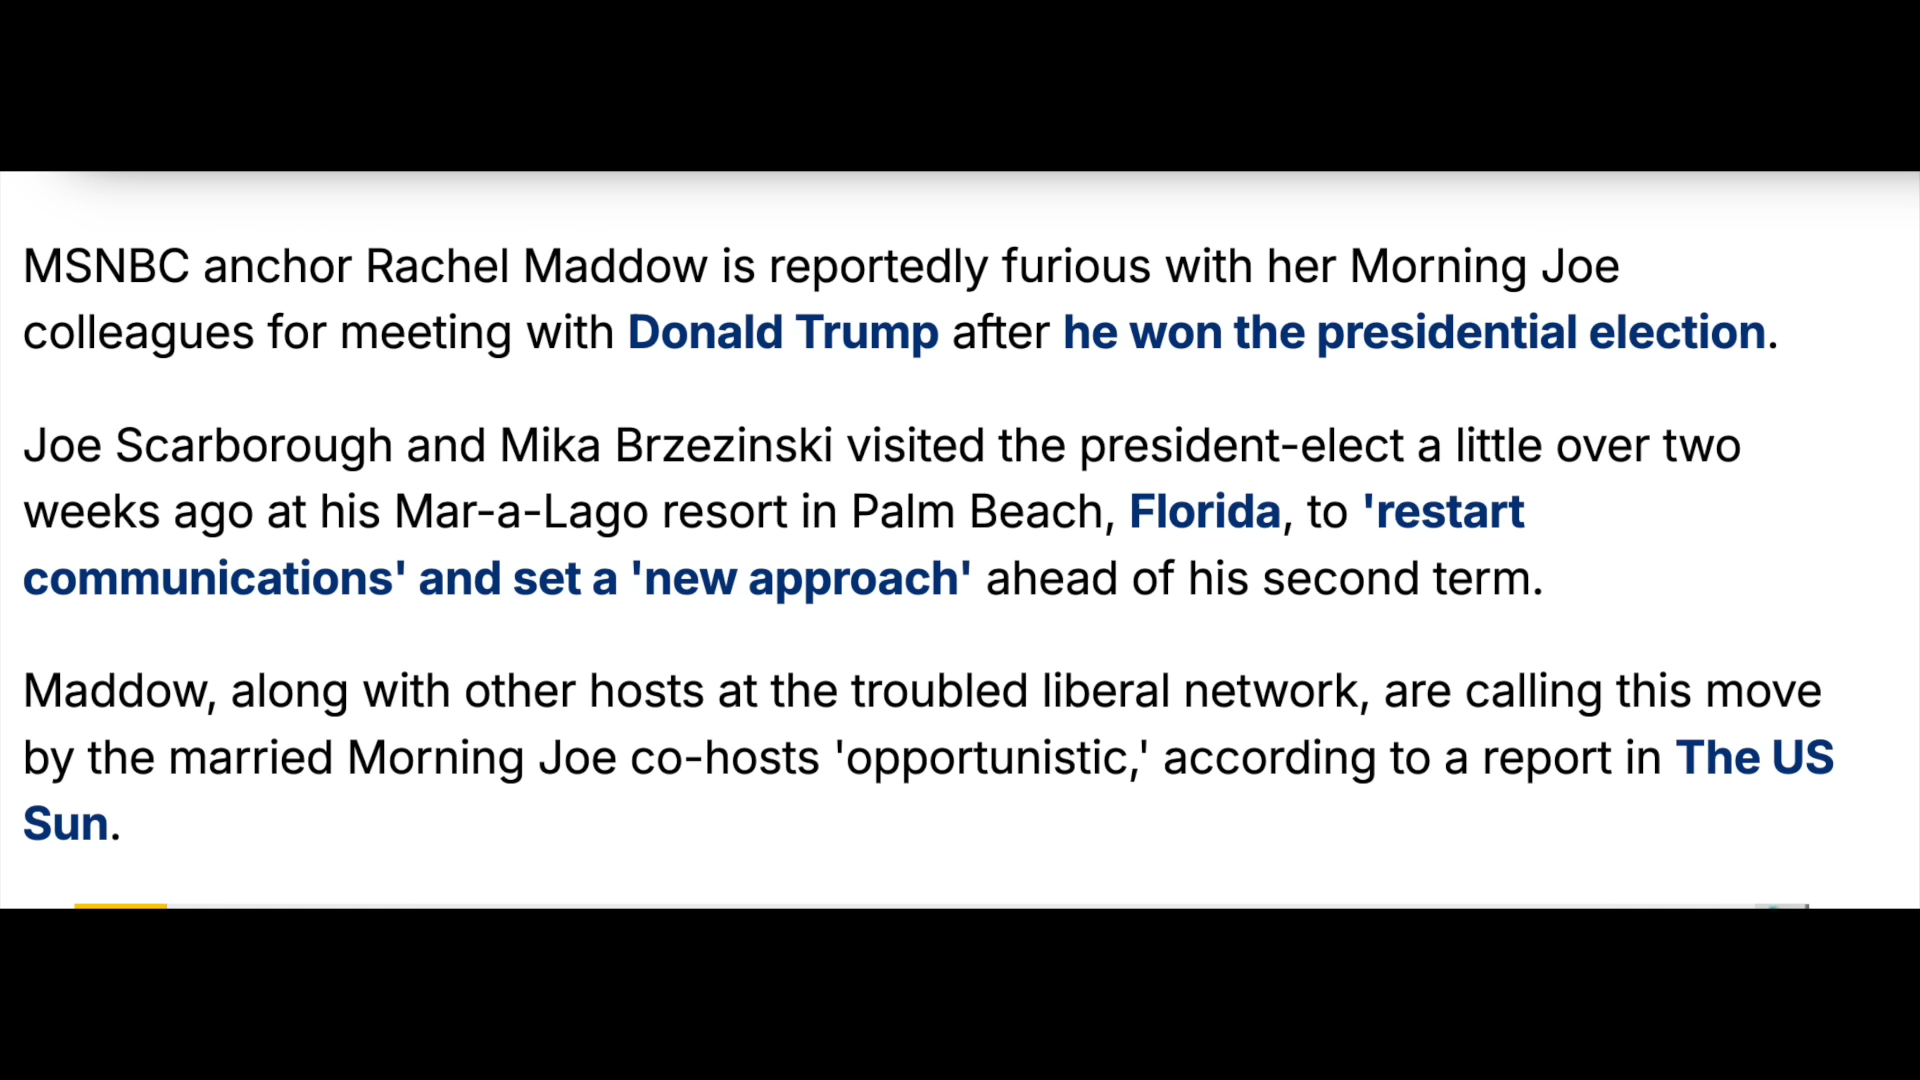 MSNBC anchor Rachel Maddow is reportedly furious with her Morning Joe
colleagues for meeting with Donald Trump after he won the presidential election.
Joe Scarborough and Mika Brzezinski visited the president-elect a little over two
weeks ago at his Mar-a-Lago resort in Palm Beach, Florida, to 'restart
communications' and set a 'new approach' ahead of his second term.
Maddow, along with other hosts at the troubled liberal network, are calling this move
by the married Morning Joe co-hosts 'opportunistic,' according to a report in The US
Sun.